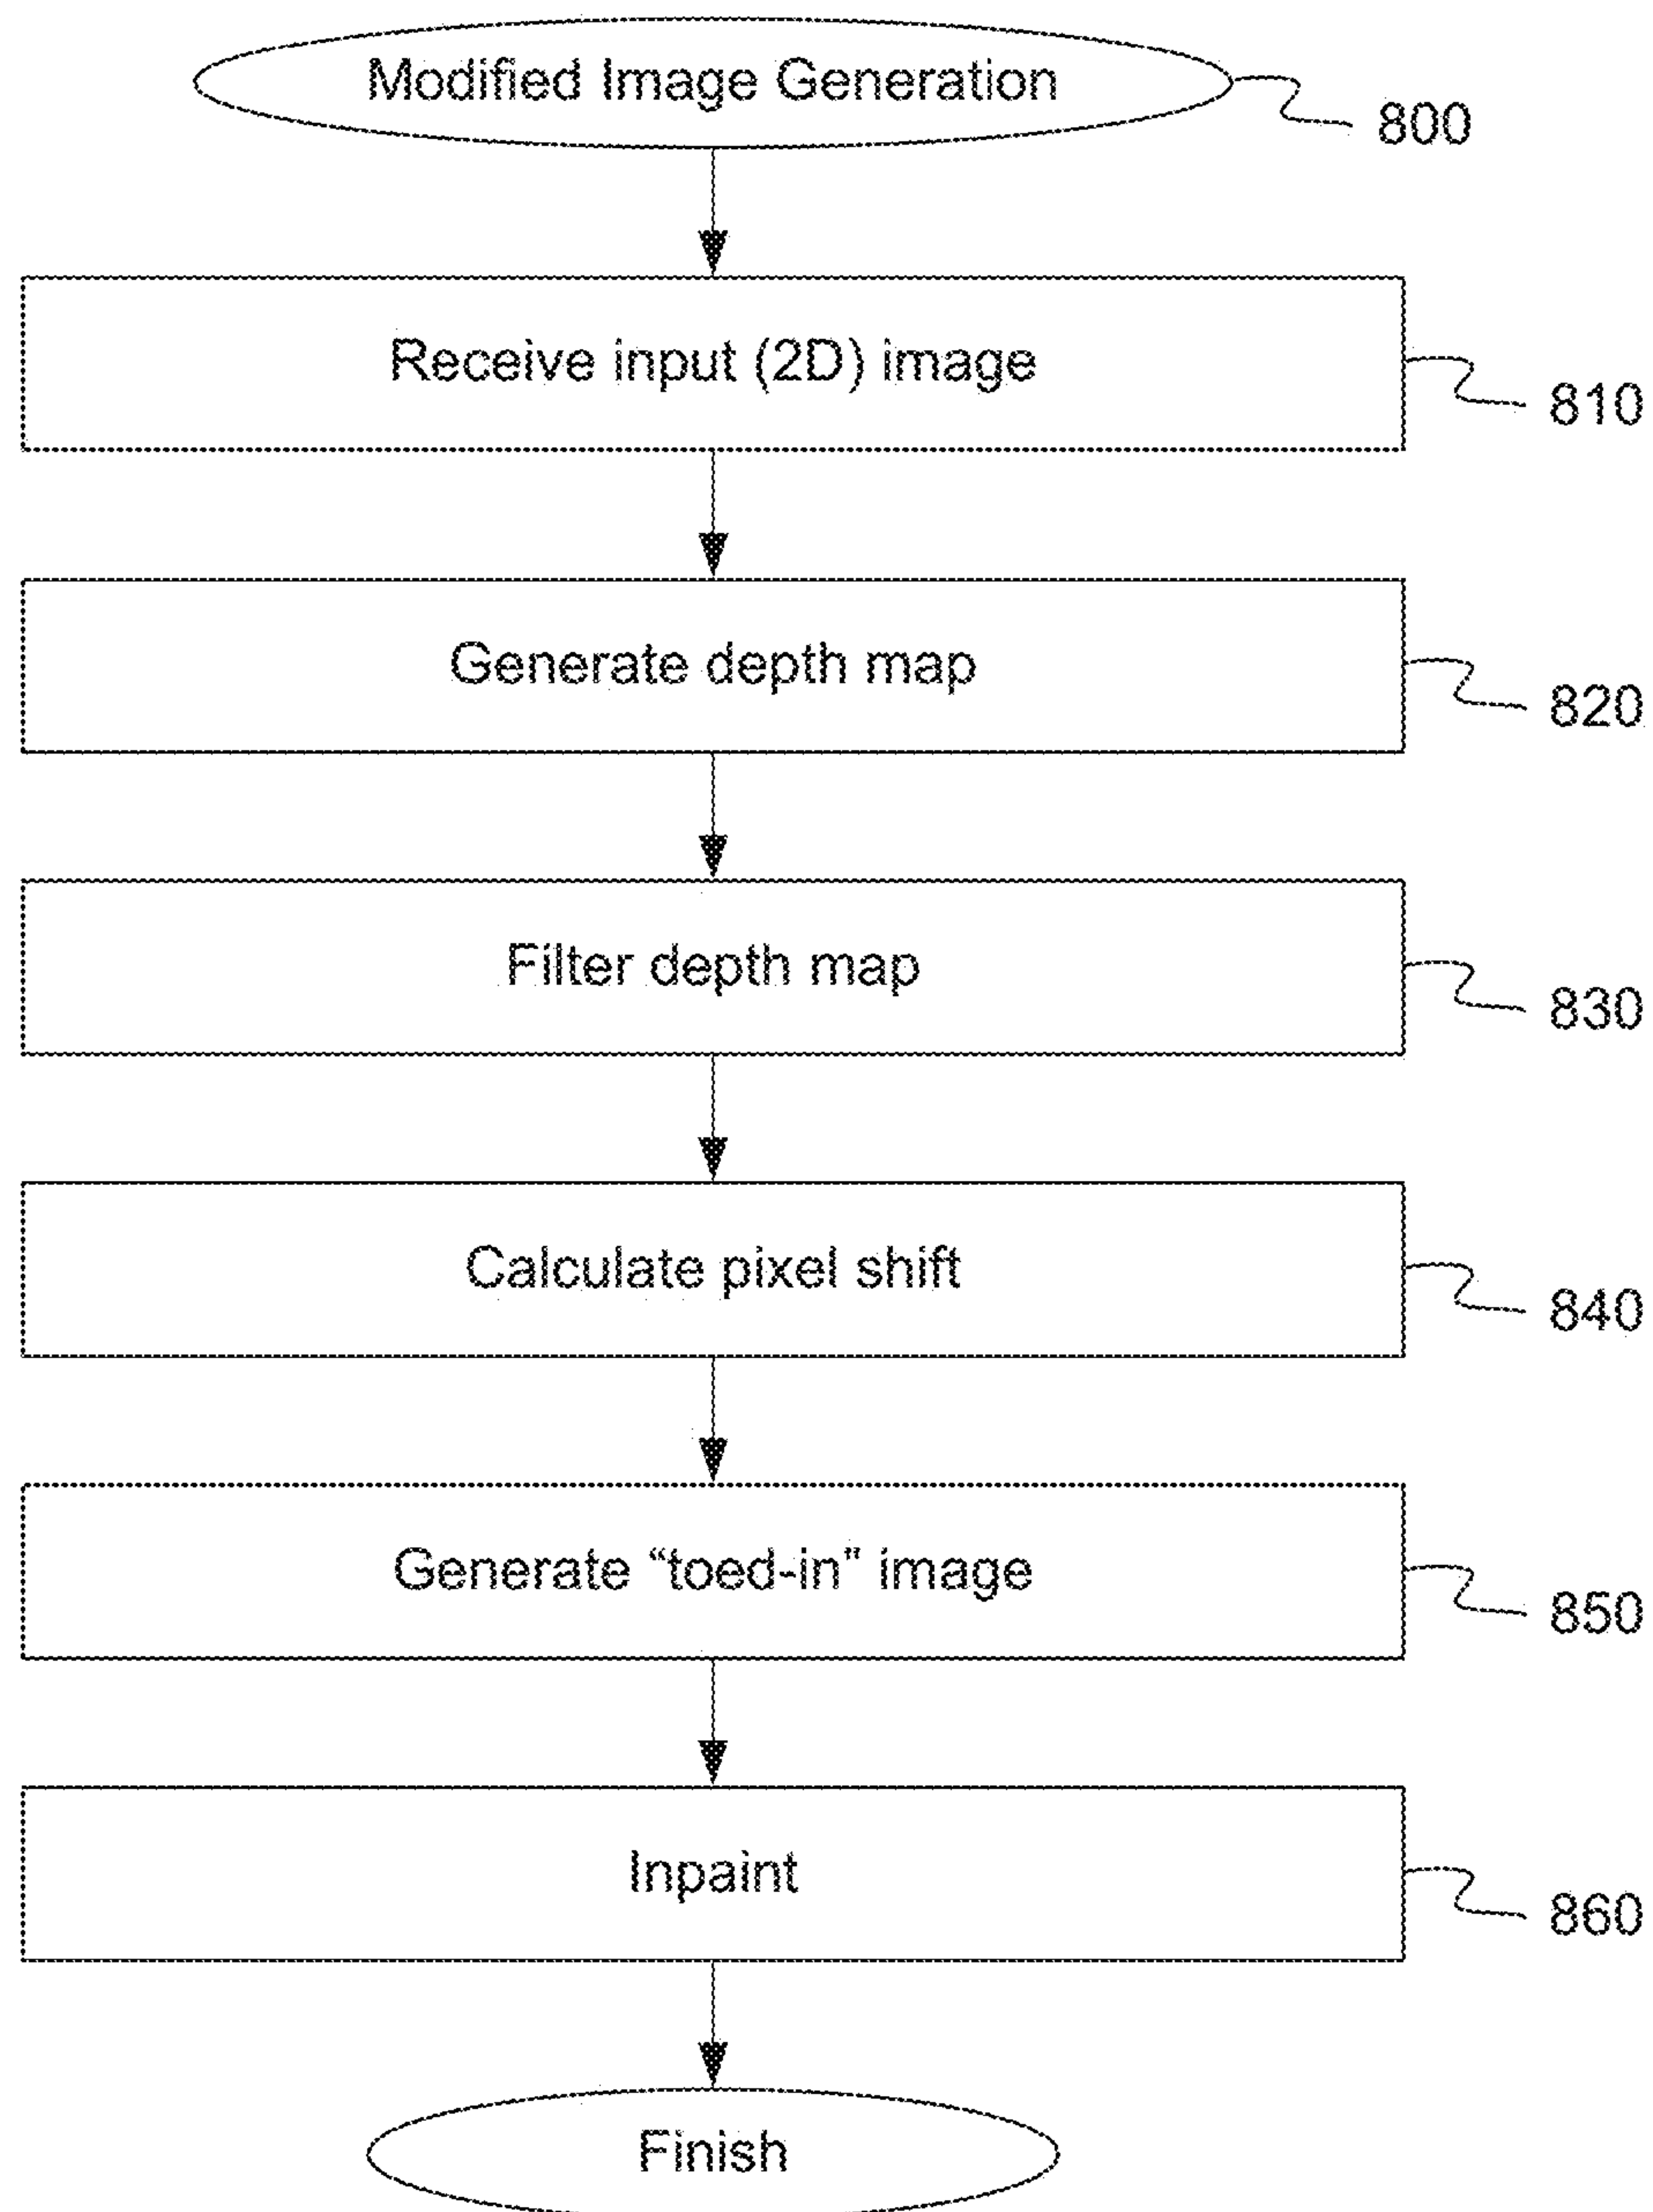 Modified Image Generation
800
Receive input (2D) image
810
Generate depth map
820
Filter depth map
830
Calculate pixel shift
840
Generate “toed-in” image
850
Inpaint
860
Finish